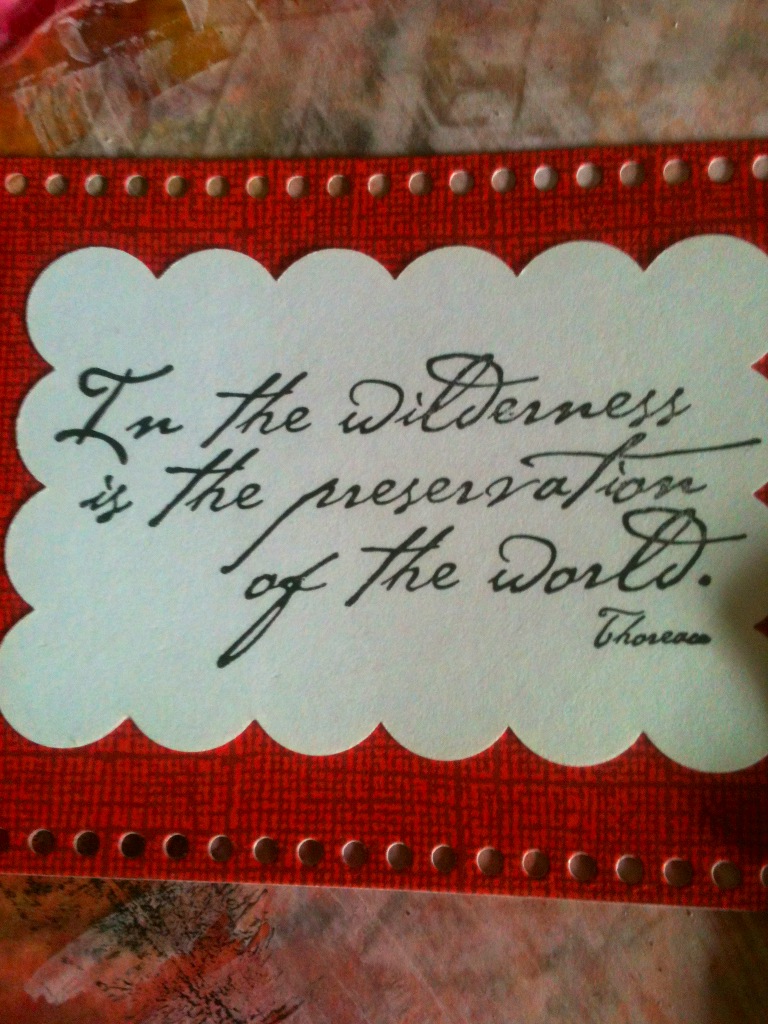 In the wilderness
is the preservation
of the world.
Thoreau